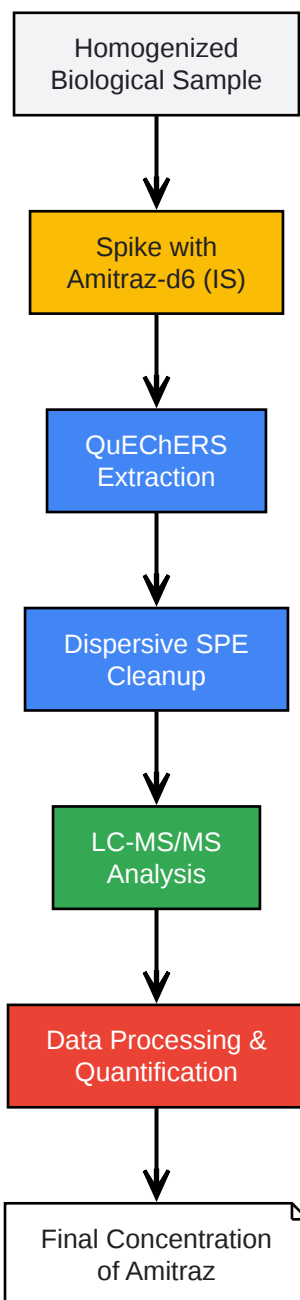 Homogenized
Biological Sample
Spike with
Amitraz-d6 (IS)
QuEChERS
Extraction
Dispersive SPE
Cleanup
LC-MS/MS
Analysis
Data Processing &
Quantification
Final Concentration
of Amitraz